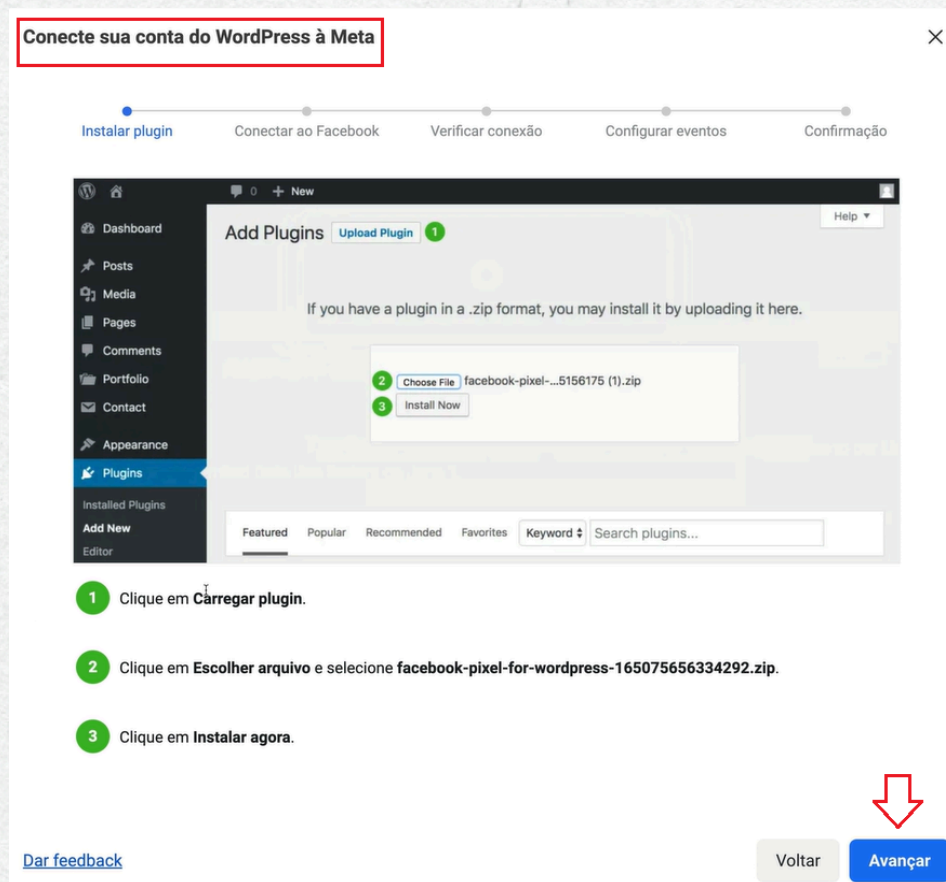 Conecte sua conta do WordPress à Meta
Instalar plugin Conectar ao Facebook Verificar conexão Configurar eventos Confirmação
0 New
Help
Dashboard
Add Plugins Upload Plugin 1
Posts
Media
If you have a plugin in a .zip format, you may install it by uploading it here.
Pages
Comments
Portfolio
2 Choose File facebook-pixel-...5156175 (1).zip
Contact
3 Install Now
Appearance
Plugins
Installed Plugins
Add New
Featured Popular Recommended Favorites Keyword Search plugins...
Editor
1 Clique em Carregar plugin.
2 Clique em Escolher arquivo e selecione facebook-pixel-for-wordpress-165075656334292.zip.
3 Clique em Instalar agora.
Dar feedback Voltar Avançar